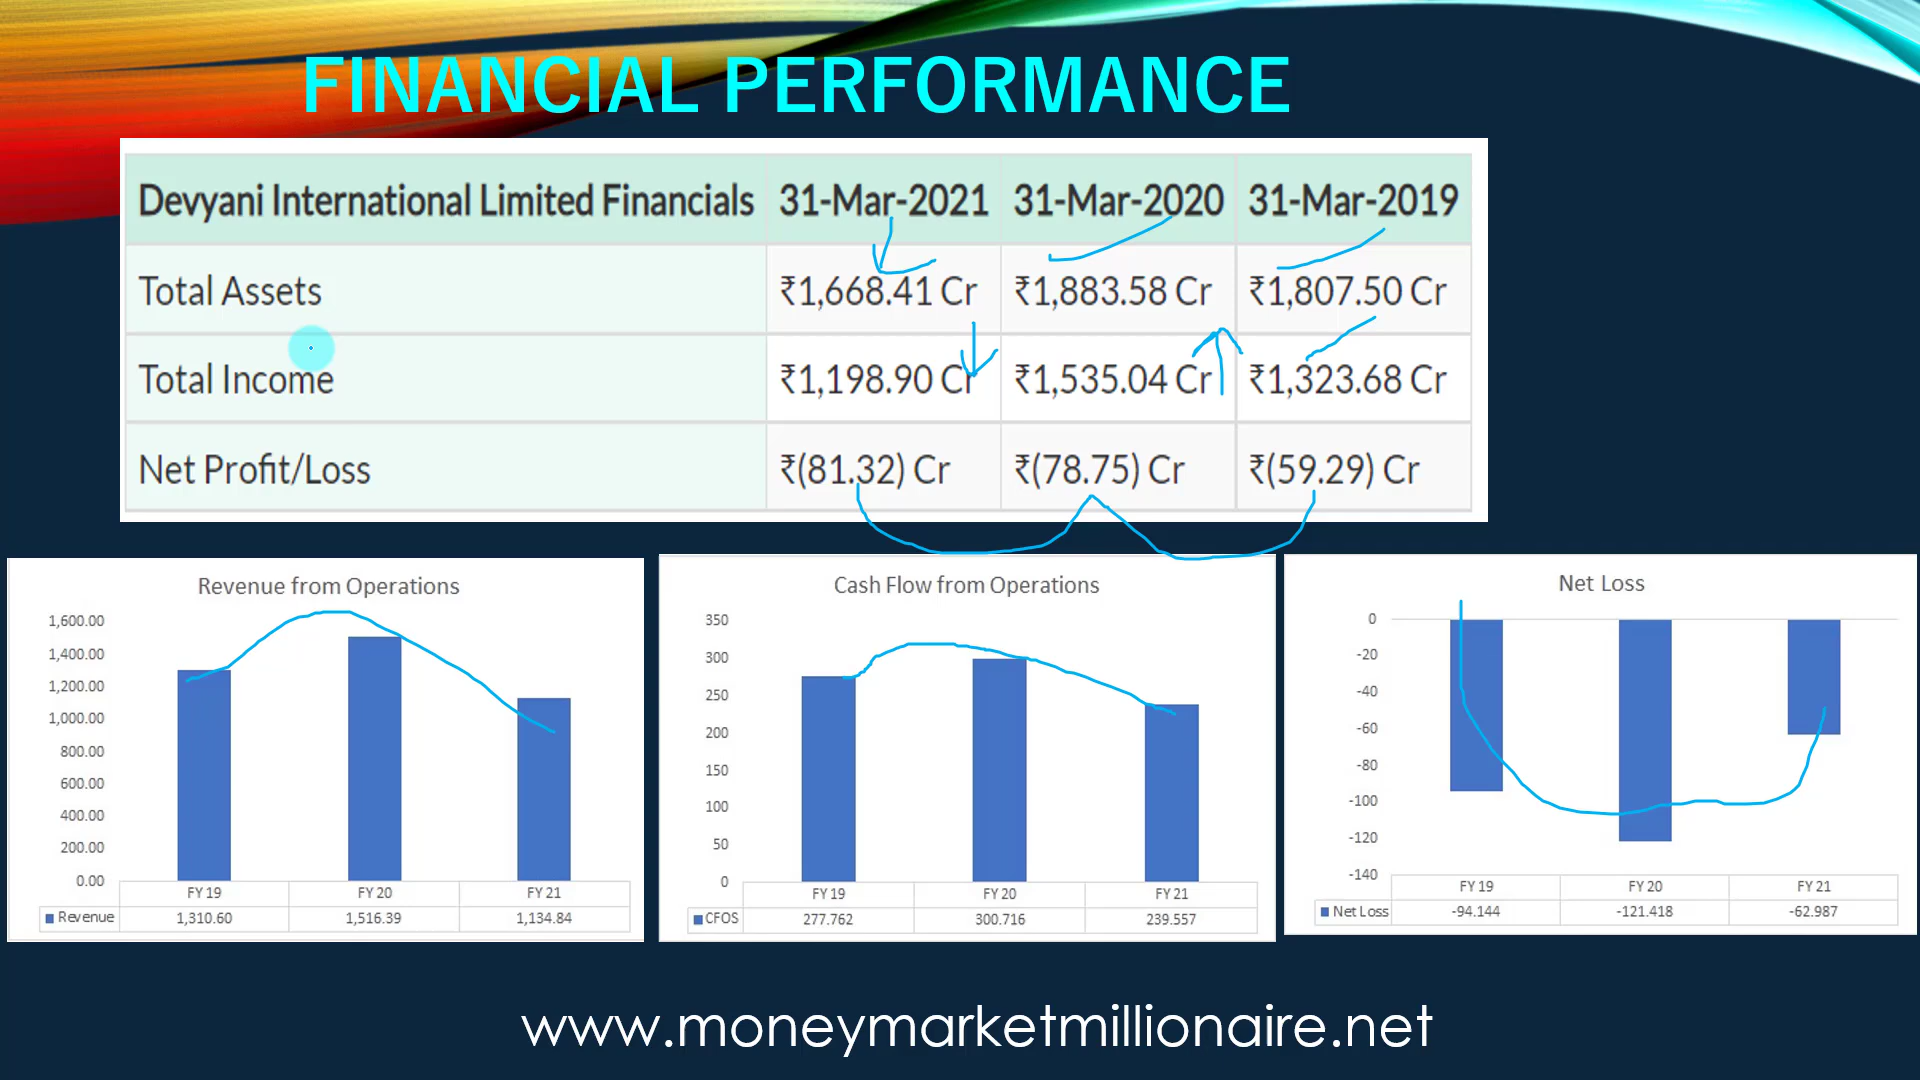 FINANCIAL PERFORMANCE
Devyani International Limited Financials 31-Mar-2021 31-Mar-2020 31-Mar-2019
Total Assets ₹1,668.41 Cr ₹1,883.58 Cr ₹1,807.50 Cr
Total Income ₹1,198.90 Cr ₹1,535.04 Cr ₹1,323.68 Cr
Net Profit/Loss ₹(81.32) Cr ₹(78.75) Cr ₹(59.29) Cr
Revenue from Operations
1,600.00
1,400.00
1,200.00
1,000.00
800.00
600.00
400.00
200.00
0.00
FY 19 FY 20 FY 21
Revenue 1,310.60 1,516.39 1,134.84
Cash Flow from Operations
350
300
250
200
150
100
50
0
FY 19 FY 20 FY 21
CFOS 277.762 300.716 239.557
Net Loss
0
-20
-40
-60
-80
-100
-120
-140
FY 19 FY 20 FY 21
Net Loss -94.144 -121.418 -62.987
www.moneymarketmillionaire.net